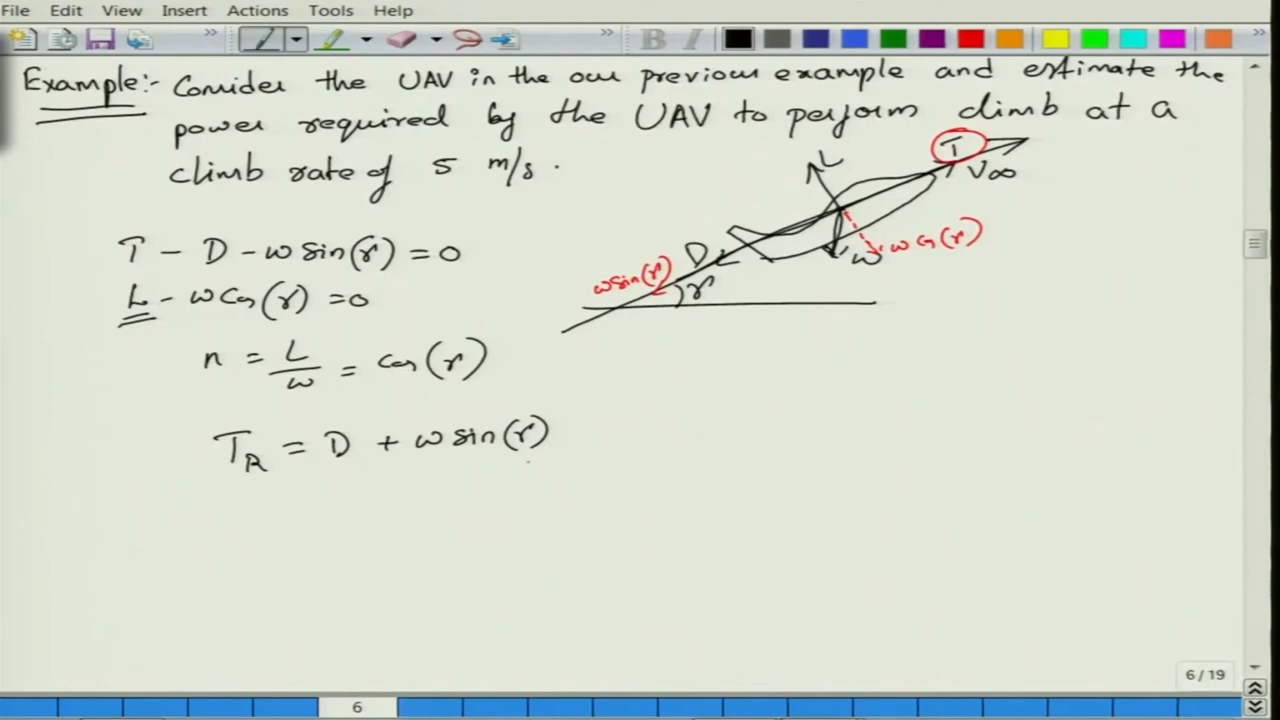 File Edit View Insert Actions Tools Help
B I
Example:- Consider the UAV in the our previous example and estimate the
power required by the UAV to perform climb at a
climb rate of 5 m/s.
T
L
V∞
D
W
W cos(γ)
W sin(γ)
γ
T - D - W sin(γ) = 0
L - W cos(γ) = 0
n = L/W = cos(γ)
T_R = D + W sin(γ)
6 / 19
6